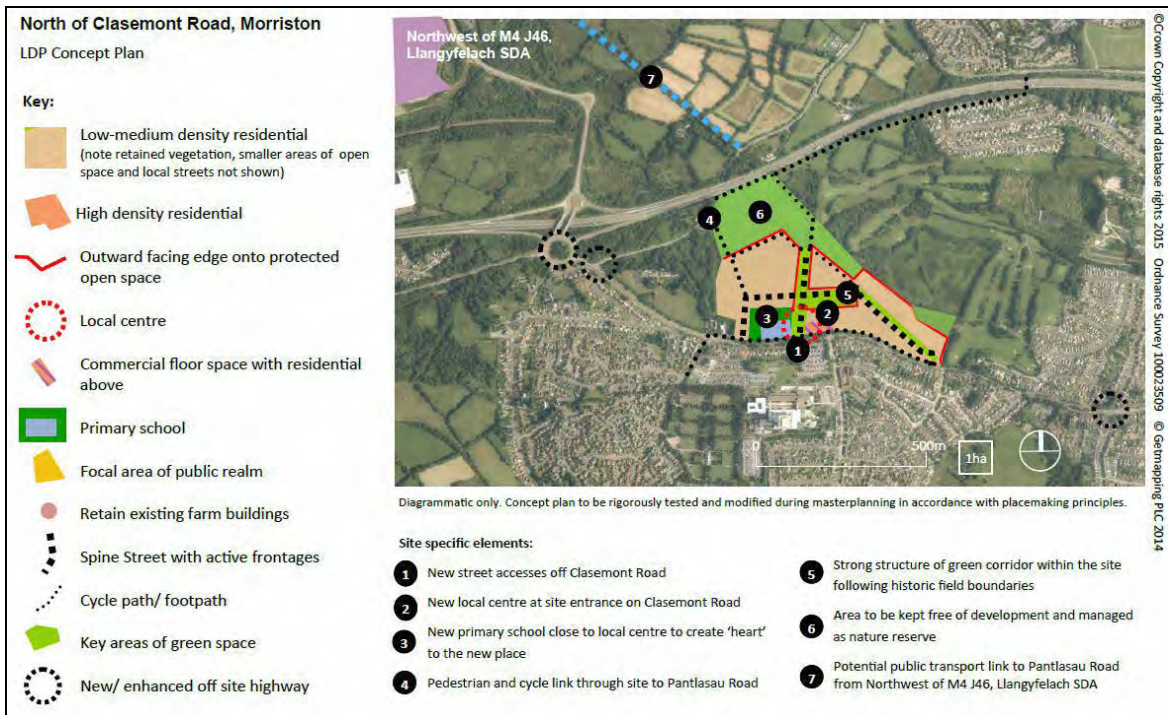 North of Clasemont Road, Morriston
LDP Concept Plan
Key:
Low-medium density residential
(note retained vegetation, smaller areas of open
space and local streets not shown)
High density residential
Outward facing edge onto protected
open space
Local centre
Commercial floor space with residential
above
Primary school
Focal area of public realm
Retain existing farm buildings
Spine Street with active frontages
Cycle path/ footpath
Key areas of green space
New/ enhanced off site highway
Northwest of M4 J46,
Llangyfelach SDA
7
4
6
5
3
2
1
0
500m
1ha
©Crown Copyright and database rights 2015 Ordnance Survey 100023509 © Getmapping PLC 2014
Diagrammatic only. Concept plan to be rigorously tested and modified during masterplanning in accordance with placemaking principles.
Site specific elements:
1 New street accesses off Clasemont Road
2 New local centre at site entrance on Clasemont Road
3 New primary school close to local centre to create ‘heart’
to the new place
4 Pedestrian and cycle link through site to Pantlasau Road
5 Strong structure of green corridor within the site
following historic field boundaries
6 Area to be kept free of development and managed
as nature reserve
7 Potential public transport link to Pantlasau Road
from Northwest of M4 J46, Llangyfelach SDA